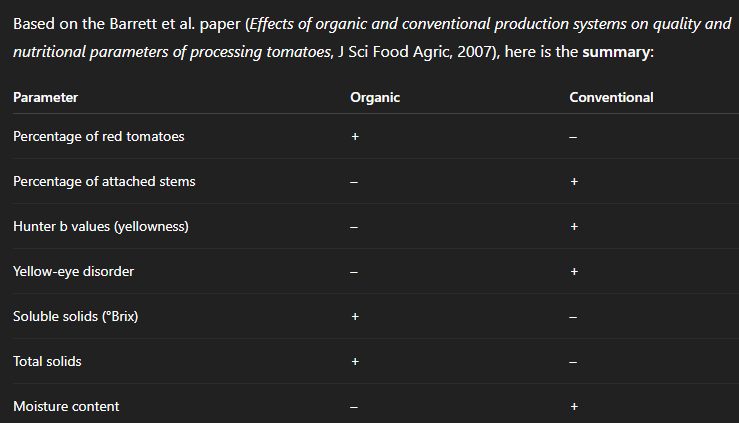 Based on the Barrett et al. paper (Effects of organic and conventional production systems on quality and
nutritional parameters of processing tomatoes, J Sci Food Agric, 2007), here is the summary:
Parameter Organic Conventional
Percentage of red tomatoes + –
Percentage of attached stems – +
Hunter b values (yellowness) – +
Yellow-eye disorder – +
Soluble solids (°Brix) + –
Total solids + –
Moisture content – +